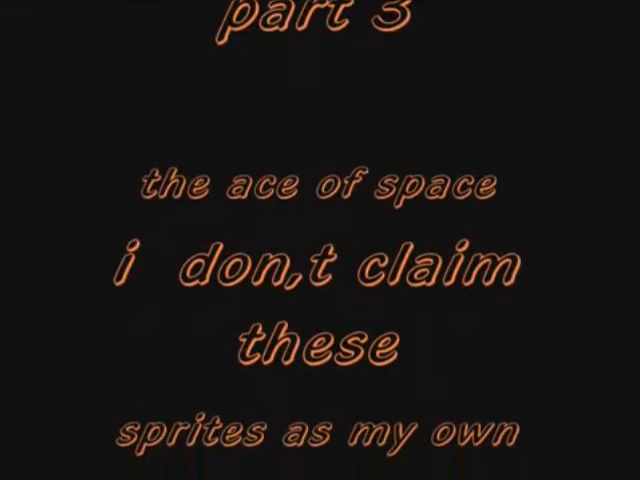 part 3
the ace of space
i don,t claim
these
sprites as my own